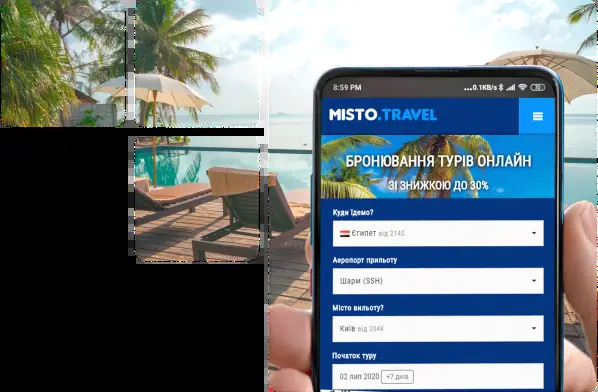 8:59 PM
...0.1KB/s
MISTO.TRAVEL
БРОНЮВАННЯ ТУРІВ ОНЛАЙН
ЗІ ЗНИЖКОЮ ДО 30%
Куди їдемо?
Єгипет від 214$
Аеропорт прильоту
Шарм (SSH)
Місто вильоту?
Київ від 204€
Початок туру
02 лип 2020 +7 днів